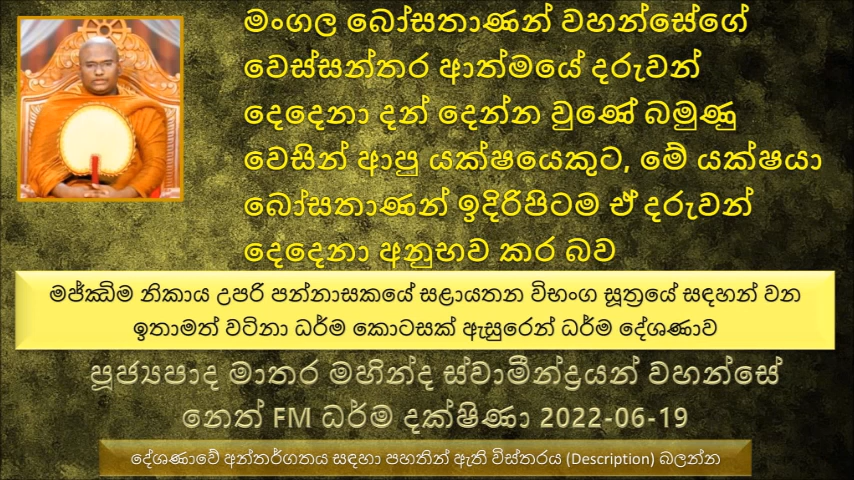 මංගල බෝසතාණන් වහන්සේගේ
වෙස්සන්තර ආත්මයේ දරුවන්
දෙදෙනා දන් දෙන්න වුණේ බමුණු
වෙසින් ආපු යක්ෂයෙකුට, මේ යක්ෂයා
බෝසතාණන් ඉදිරිපිටම ඒ දරුවන්
දෙදෙනා අනුභව කර බව
මජ්ඣිම නිකාය උපරි පන්නාසකයේ සළායතන විභංග සූත්‍රයේ සඳහන් වන
ඉතාමත් වටිනා ධර්ම කොටසක් ඇසුරෙන් ධර්ම දේශණාව
පූජ්‍යපාද මාතර මහින්ද ස්වාමීන්ද්‍රයන් වහන්සේ
නෙත් FM ධර්ම දක්ෂිණා 2022-06-19
දේශණාවේ අන්තර්ගතය සඳහා පහතින් ඇති විස්තරය (Description) බලන්න